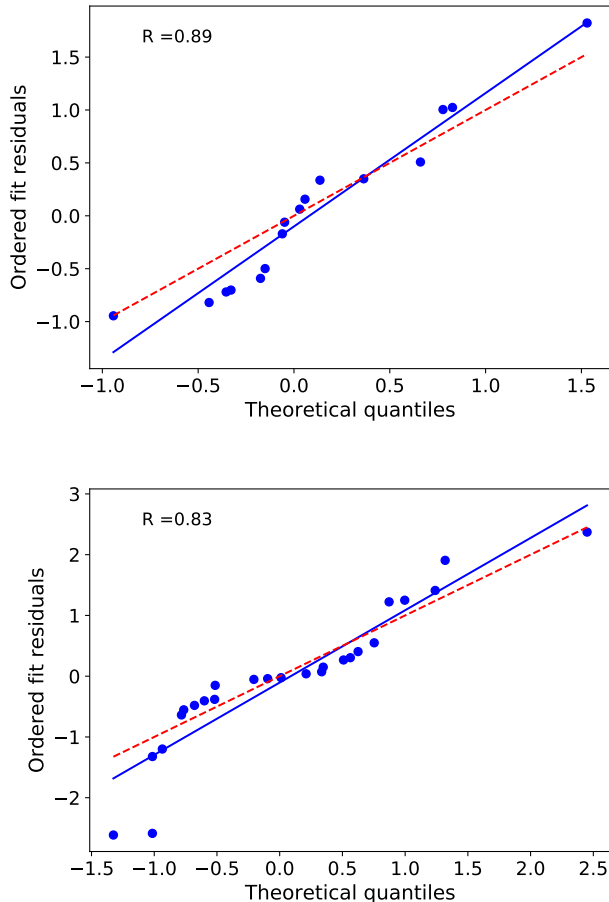 R =0.89
1.5
1.0
0.5
0.0
−0.5
−1.0
Ordered fit residuals
−1.0 −0.5 0.0 0.5 1.0 1.5
Theoretical quantiles
R =0.83
3
2
1
0
−1
−2
Ordered fit residuals
−1.5 −1.0 −0.5 0.0 0.5 1.0 1.5 2.0 2.5
Theoretical quantiles